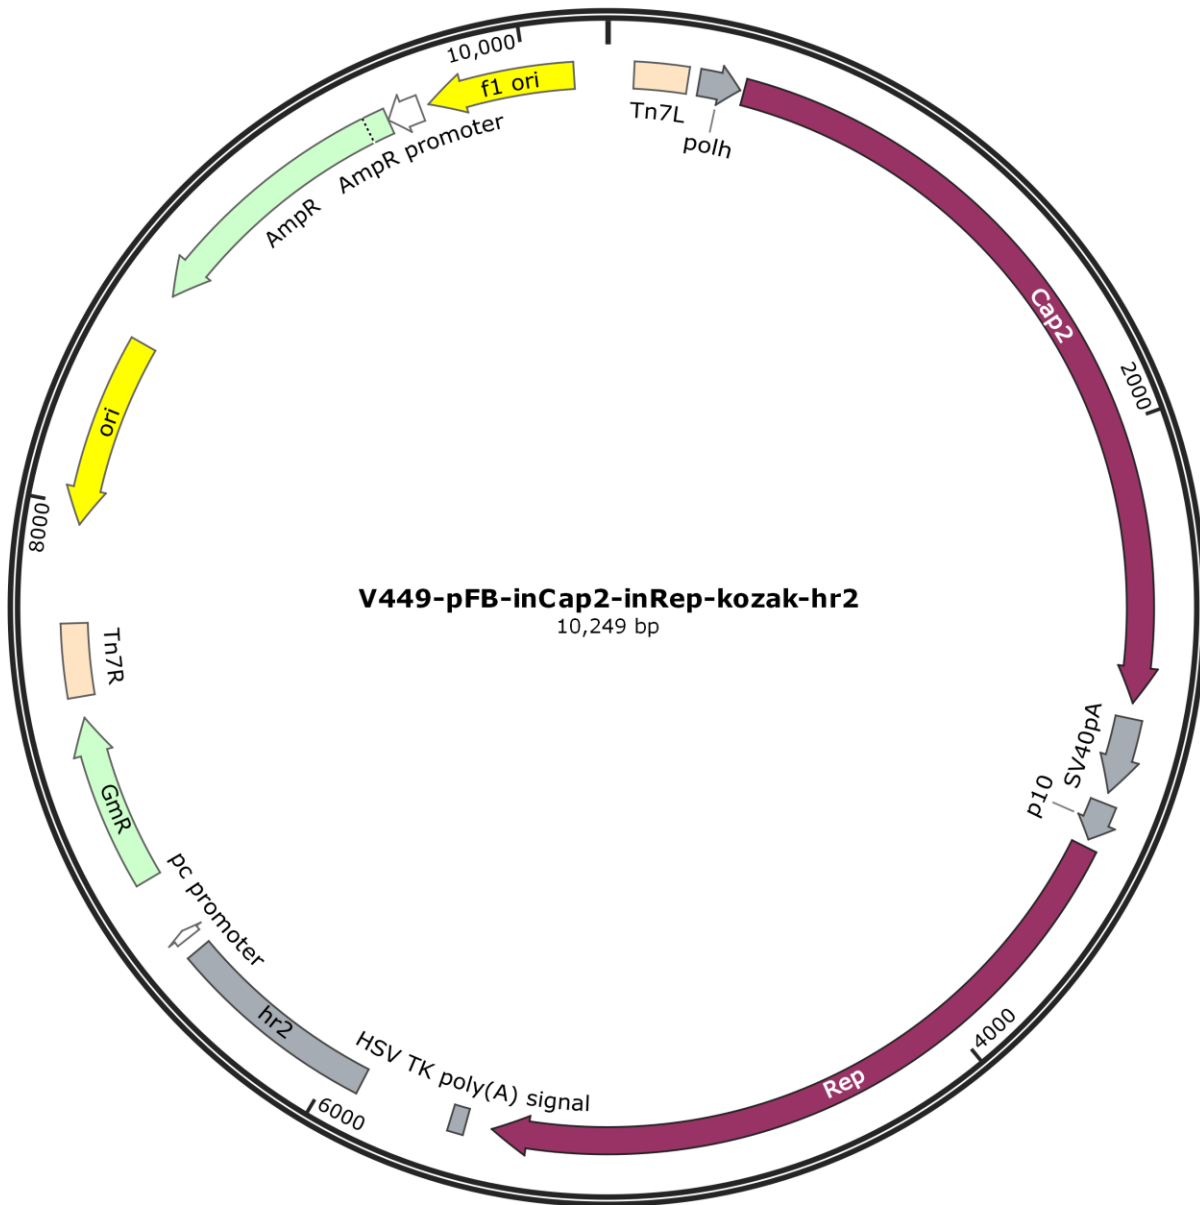 10,000
f1 ori
Tn7L
polh
AmpR promoter
AmpR
Cap2
2000
ori
8000
V449-pFB-inCap2-inRep-kozak-hr2
10,249 bp
Tn7R
SV40pA
p10
GmR
pc promoter
hr2
HSV TK poly(A) signal
4000
Rep
6000